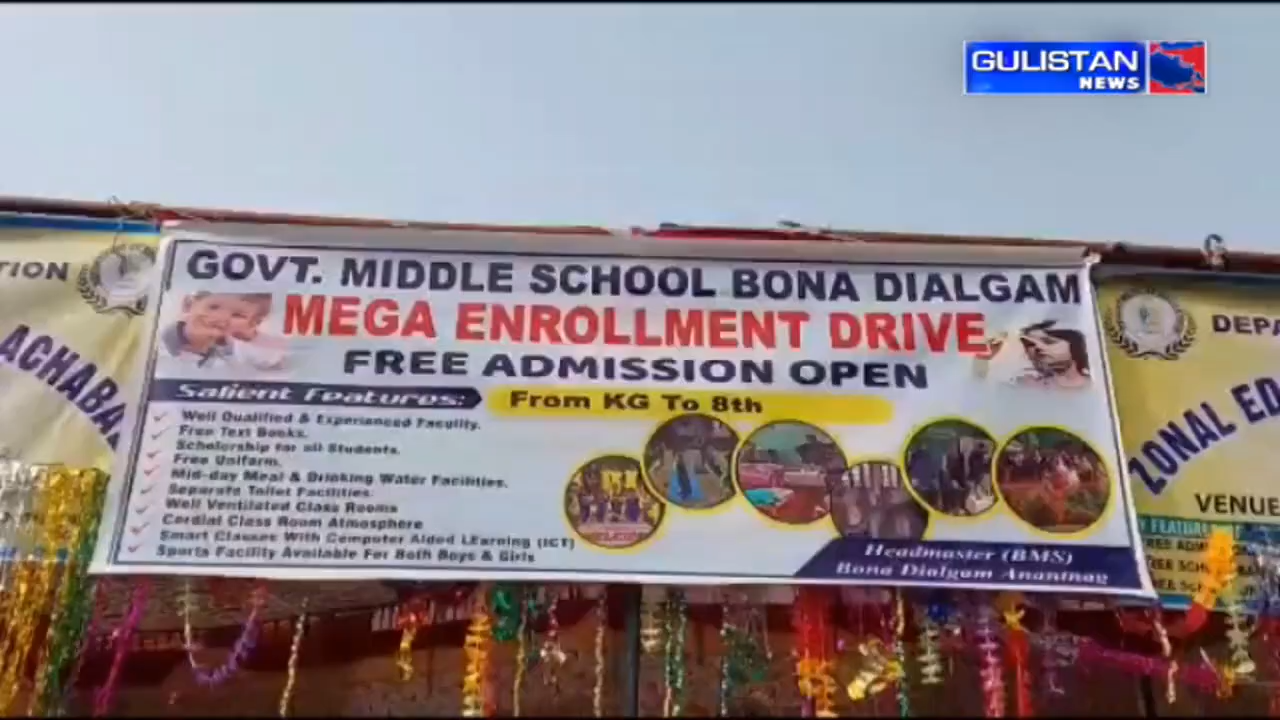 GULISTAN
NEWS
GOVT. MIDDLE SCHOOL BONA DIALGAM
MEGA ENROLLMENT DRIVE
FREE ADMISSION OPEN
Salient Features:
From KG To 8th
Well Qualified & Experienced Faculty.
Free Text Books.
Scholarship for all Students.
Free Uniform.
Mid-day Meal & Drinking Water Facilities.
Separate Toilet Facilities.
Well Ventilated Class Rooms
Cordial Class Room Atmosphere
Smart Classes With Computer Aided LEarning (ICT)
Sports Facility Available For Both Boys & Girls
Headmaster (BMS)
Bona Dialgam Anantnag
TION
ACHABA
DEPA
ZONAL ED
VENUE